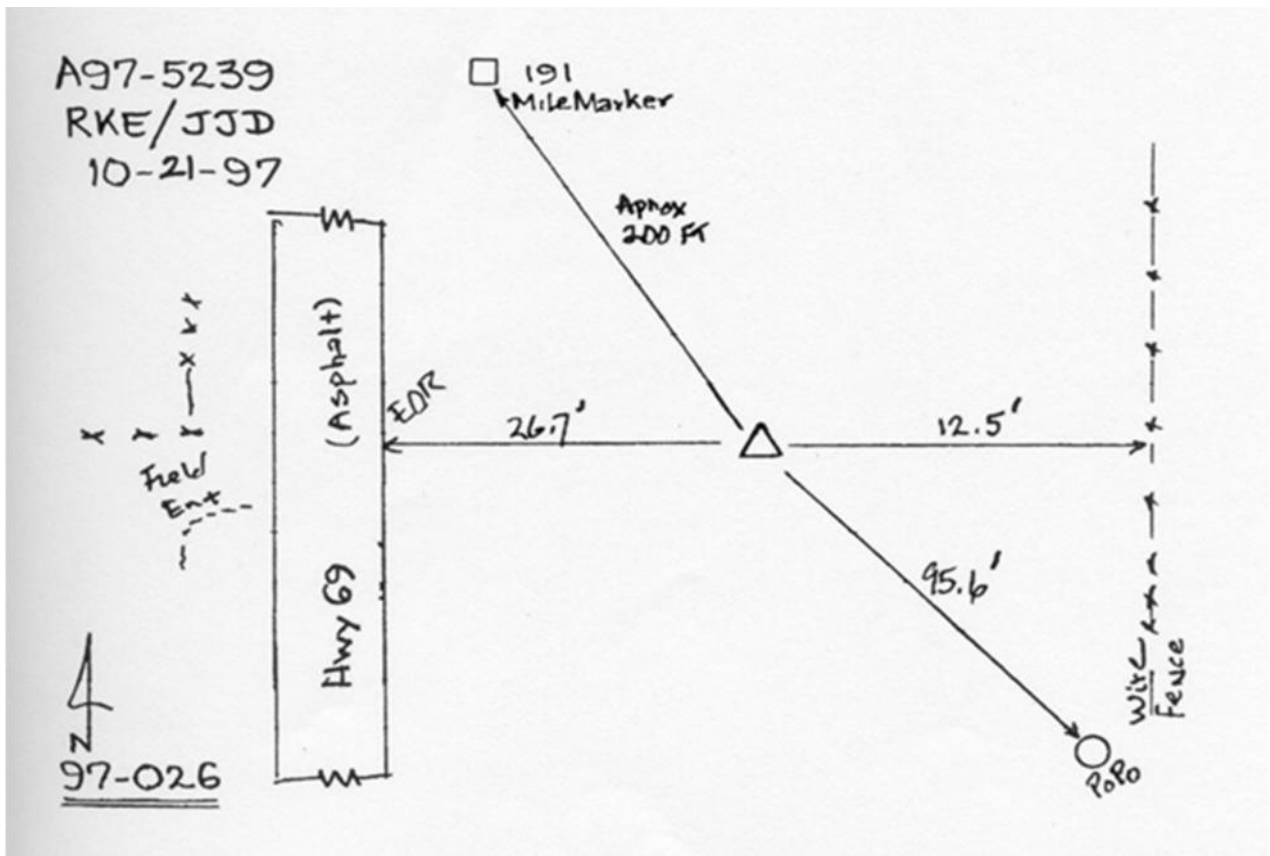 A97-5239
RKE/JJD
10-21-97
191
MileMarker
Aprox
200 FT
(Asphalt)
Hwy 69
EOR
26.7'
12.5'
95.6'
Field
Ent
Wire
Fence
PoPo
N
97-026